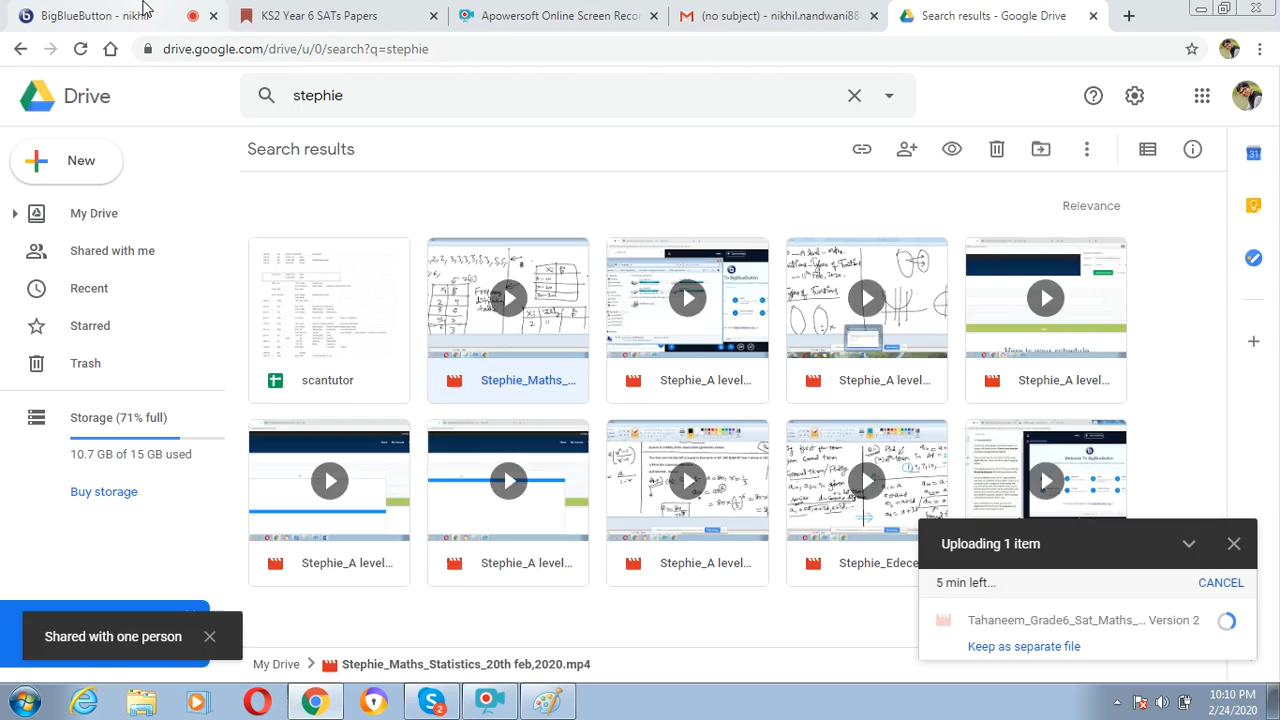 BigBlueButton - nikhil
KS2 Year 6 SATs Papers
Apowersoft Online Screen Reco
(no subject) - nikhil.nandwani88
Search results - Google Drive
drive.google.com/drive/u/0/search?q=stephie
Drive
stephie
New
Search results
My Drive
Shared with me
Recent
Starred
Trash
Storage (71% full)
10.7 GB of 15 GB used
Buy storage
Relevance
31
scantutor
Stephie_Maths_...
Stephie_A level...
Stephie_A level...
Stephie_A level...
Stephie_A level...
Stephie_A level...
Stephie_A level...
Stephie_Edece
Uploading 1 item
5 min left...
CANCEL
Tahaneem_Grade6_Sat_Maths_... Version 2
Keep as separate file
Shared with one person
My Drive
Stephie_Maths_Statistics_20th feb,2020.mp4
2
10:10 PM
2/24/2020